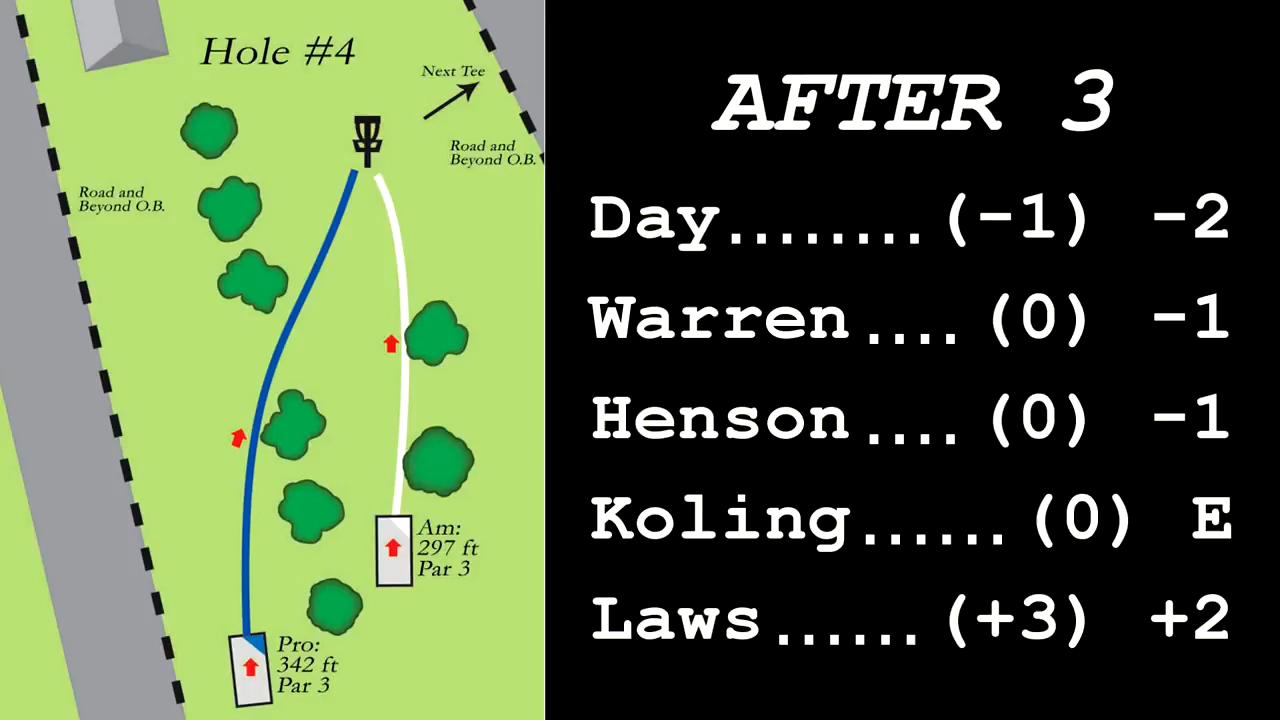 Hole #4
Next Tee
Road and
Beyond O.B.
Road and
Beyond O.B.
Am:
297 ft
Par 3
Pro:
342 ft
Par 3
AFTER 3
Day........(-1) -2
Warren....(0) -1
Henson....(0) -1
Koling......(0) E
Laws......(+3) +2